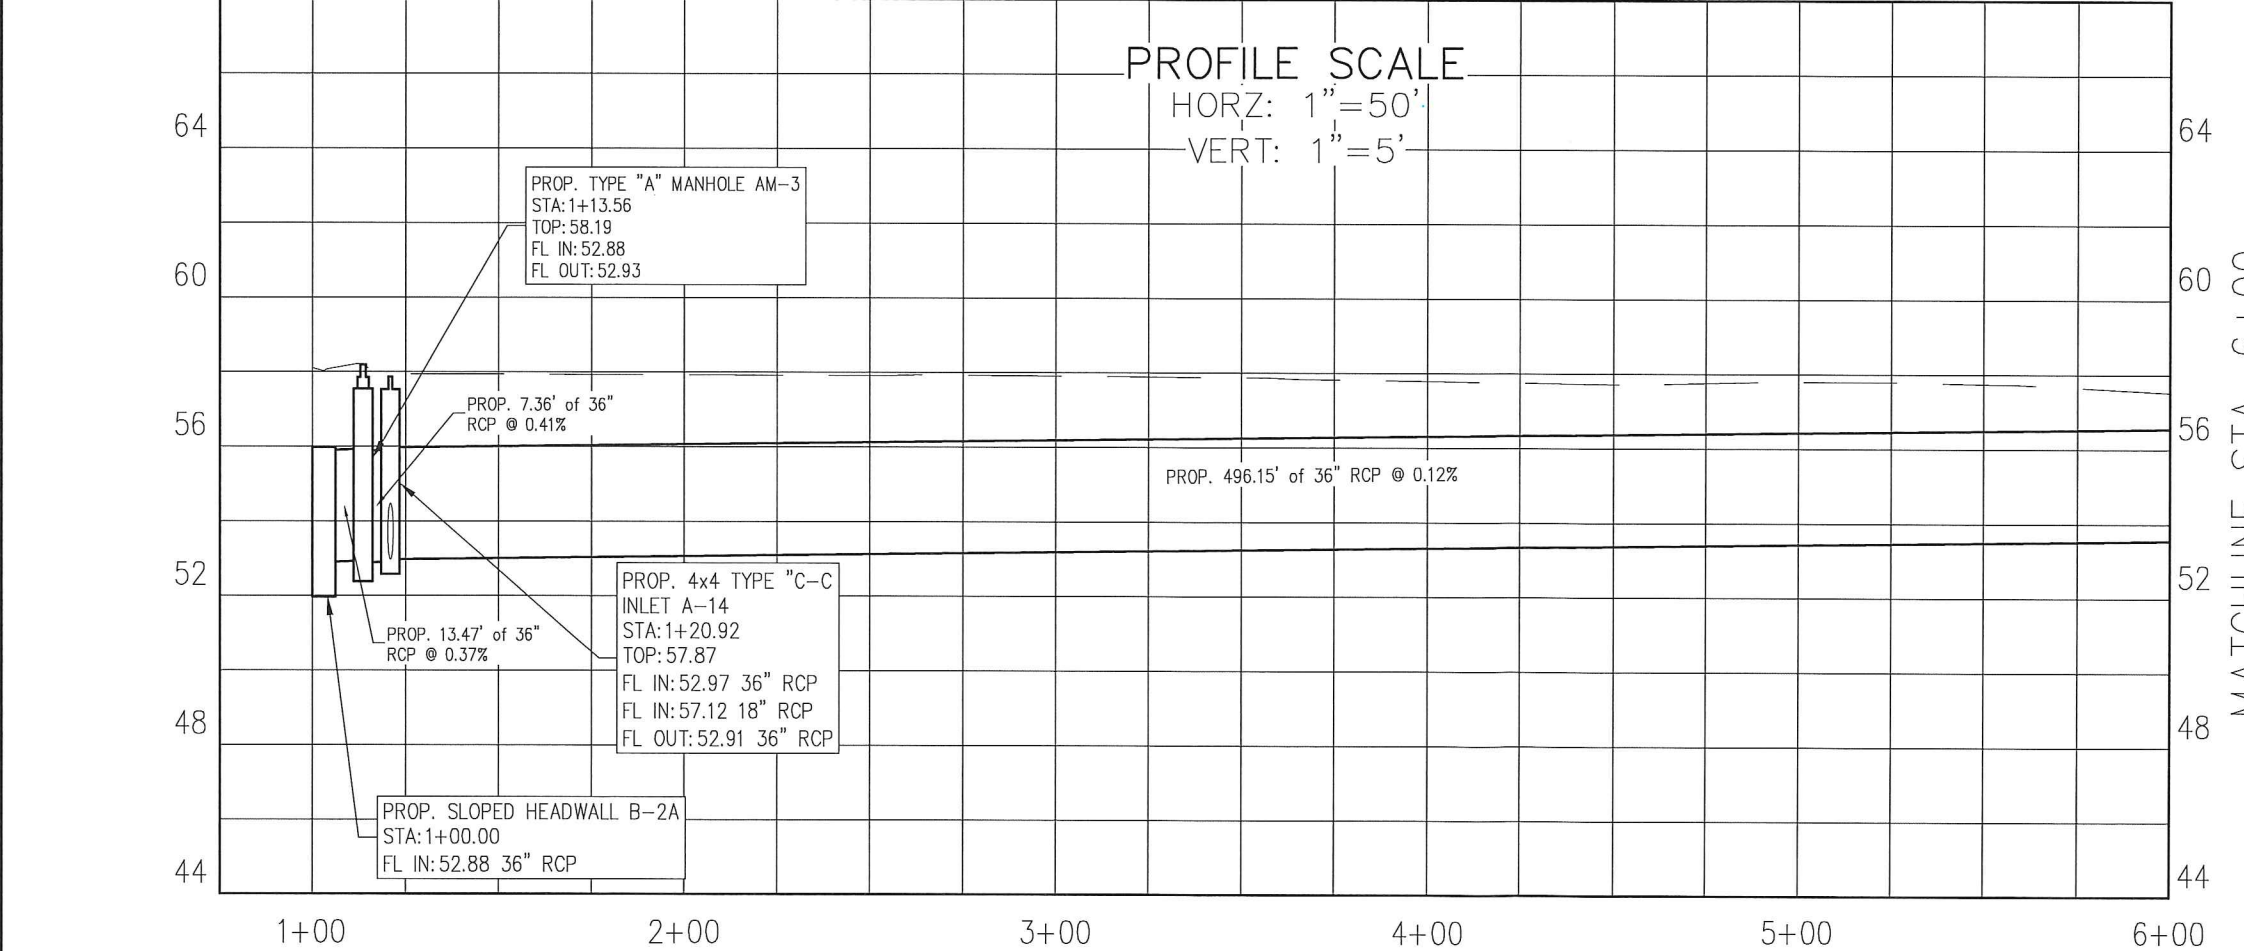 PROFILE SCALE
HORZ: 1"=50'
VERT: 1"=5'
64
64
PROP. TYPE "A" MANHOLE AM-3
STA:1+13.56
TOP:58.19
FL IN:52.88
FL OUT:52.93
60
60
PROP. 7.36' of 36"
RCP @ 0.41%
56
56
PROP. 496.15' of 36" RCP @ 0.12%
52
52
PROP. 4x4 TYPE "C-C
INLET A-14
STA:1+20.92
TOP:57.87
FL IN:52.97 36" RCP
FL IN:57.12 18" RCP
FL OUT:52.91 36" RCP
PROP. 13.47' of 36"
RCP @ 0.37%
48
48
PROP. SLOPED HEADWALL B-2A
STA:1+00.00
FL IN:52.88 36" RCP
44
44
1+00
2+00
3+00
4+00
5+00
6+00
MATCHLINE STA. 6+00